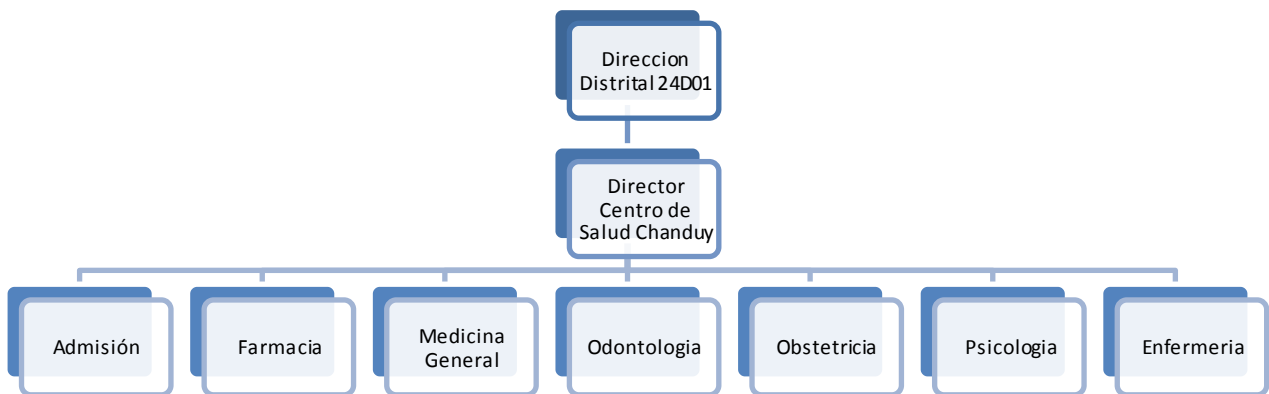 Direccion
Distrital 24D01
Director
Centro de
Salud Chanduy
Admisión
Farmacia
Medicina
General
Odontologia
Obstetricia
Psicologia
Enfermeria